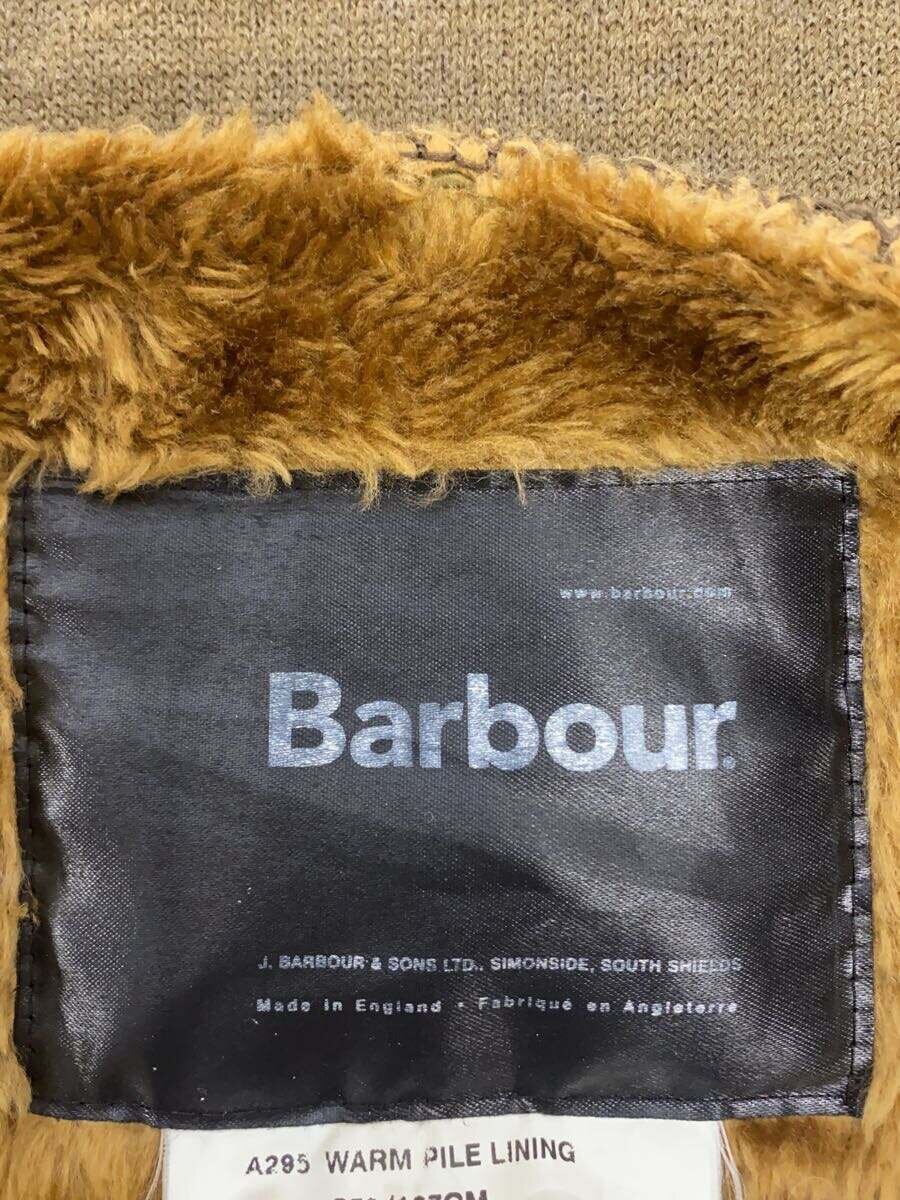 www.barbour.com
Barbour.
J. BARBOUR & SONS LTD., SIMONSIDE, SOUTH SHIELDS
Made in England • Fabriqué en Angleterre
A295 WARM PILE LINING